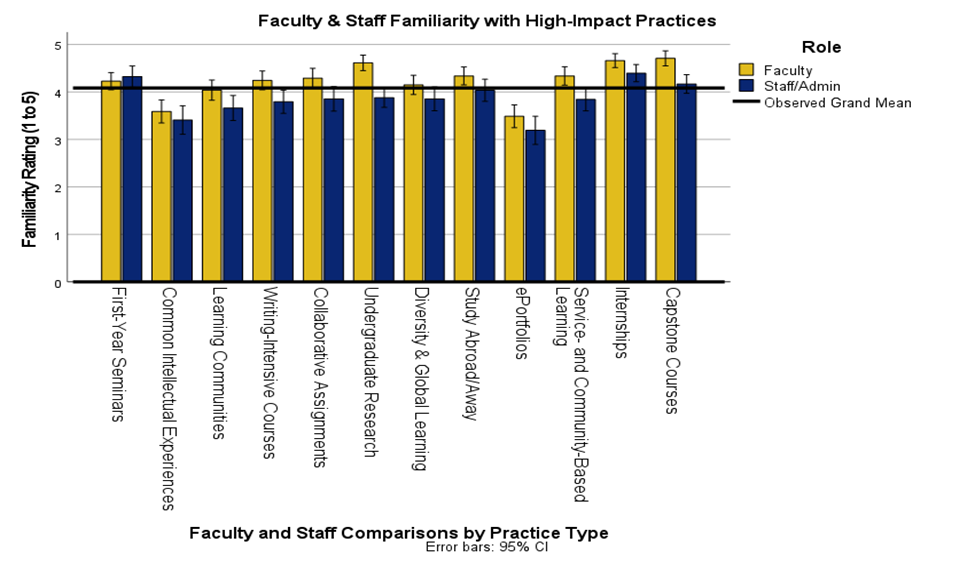 Faculty & Staff Familiarity with High-Impact Practices
Familiarity Rating (1 to 5)
5
4
3
2
1
0
First-Year Seminars
Common Intellectual Experiences
Learning Communities
Writing-Intensive Courses
Collaborative Assignments
Undergraduate Research
Diversity & Global Learning
Study Abroad/Away
ePortfolios
Service- and Community-Based
Learning
Internships
Capstone Courses
Faculty and Staff Comparisons by Practice Type
Error bars: 95% CI
Role
Faculty
Staff/Admin
Observed Grand Mean